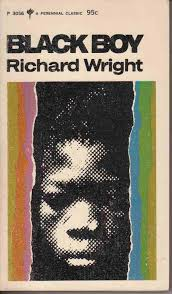 P 3056 A PERENNIAL CLASSIC 95c
BLACK BOY
Richard Wright